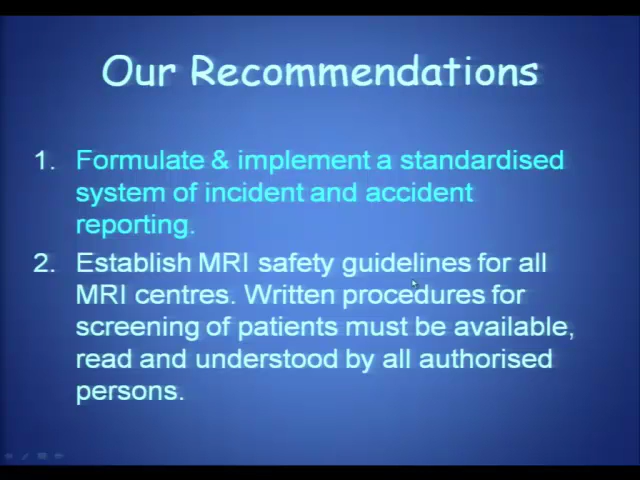 Our Recommendations
1. Formulate & implement a standardised
system of incident and accident
reporting.
2. Establish MRI safety guidelines for all
MRI centres. Written procedures for
screening of patients must be available,
read and understood by all authorised
persons.